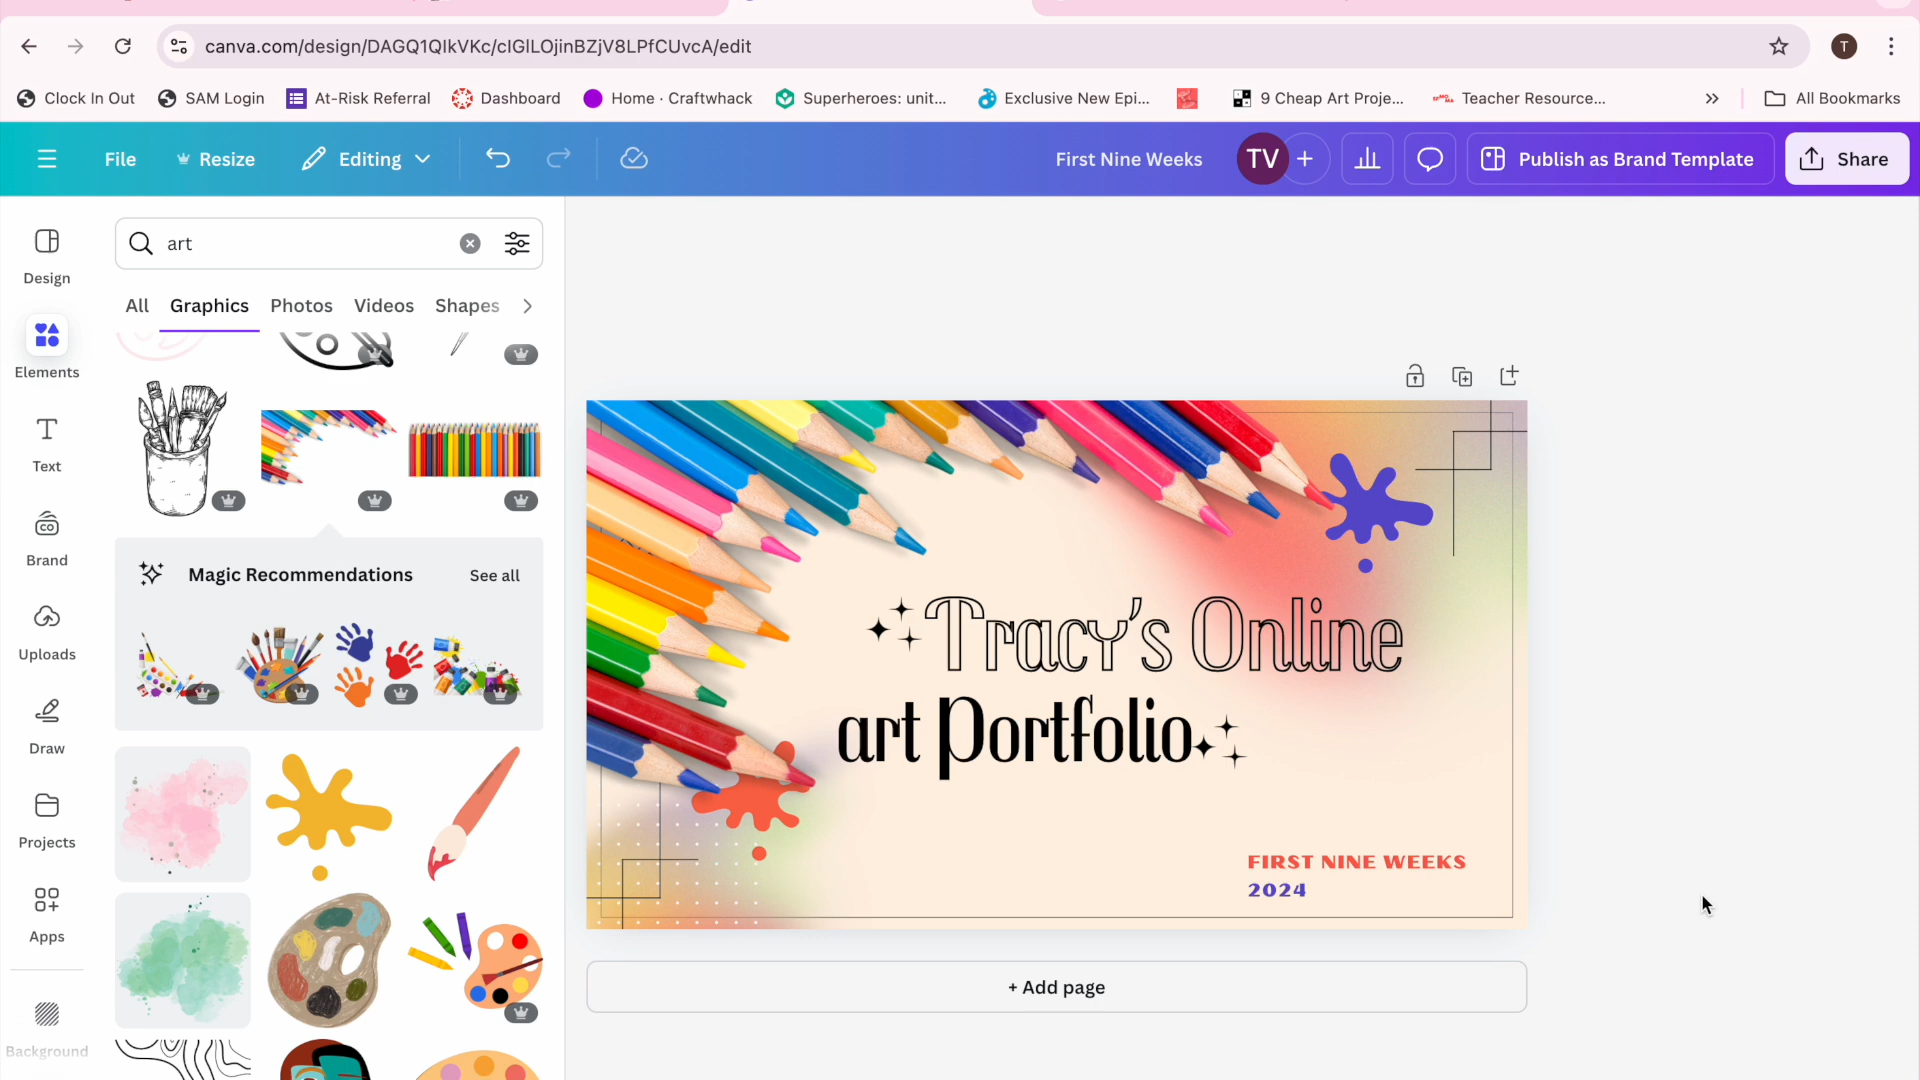 canva.com/design/DAGQ1QIkVKc/cIGlLOjinBZjV8LPfCUvcA/edit
T
Clock In Out
SAM Login
At-Risk Referral
Dashboard
Home · Craftwhack
Superheroes: unit...
Exclusive New Epi...
9 Cheap Art Proje...
Teacher Resource...
All Bookmarks
File
Resize
Editing
First Nine Weeks
TV
Publish as Brand Template
Share
art
All
Graphics
Photos
Videos
Shapes
Design
Elements
Text
Brand
Uploads
Draw
Projects
Apps
Background
Magic Recommendations
See all
Tracy's Online
art Portfolio
FIRST NINE WEEKS
2024
+ Add page